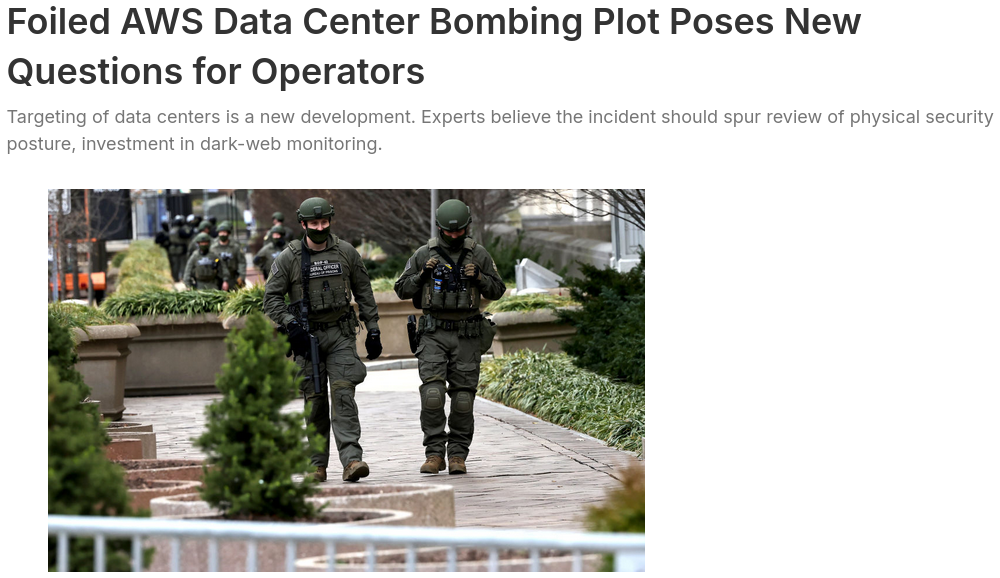 Foiled AWS Data Center Bombing Plot Poses New
Questions for Operators
Targeting of data centers is a new development. Experts believe the incident should spur review of physical security
posture, investment in dark-web monitoring.
FEDERAL OFFICER
BUREAU OF PRISONS